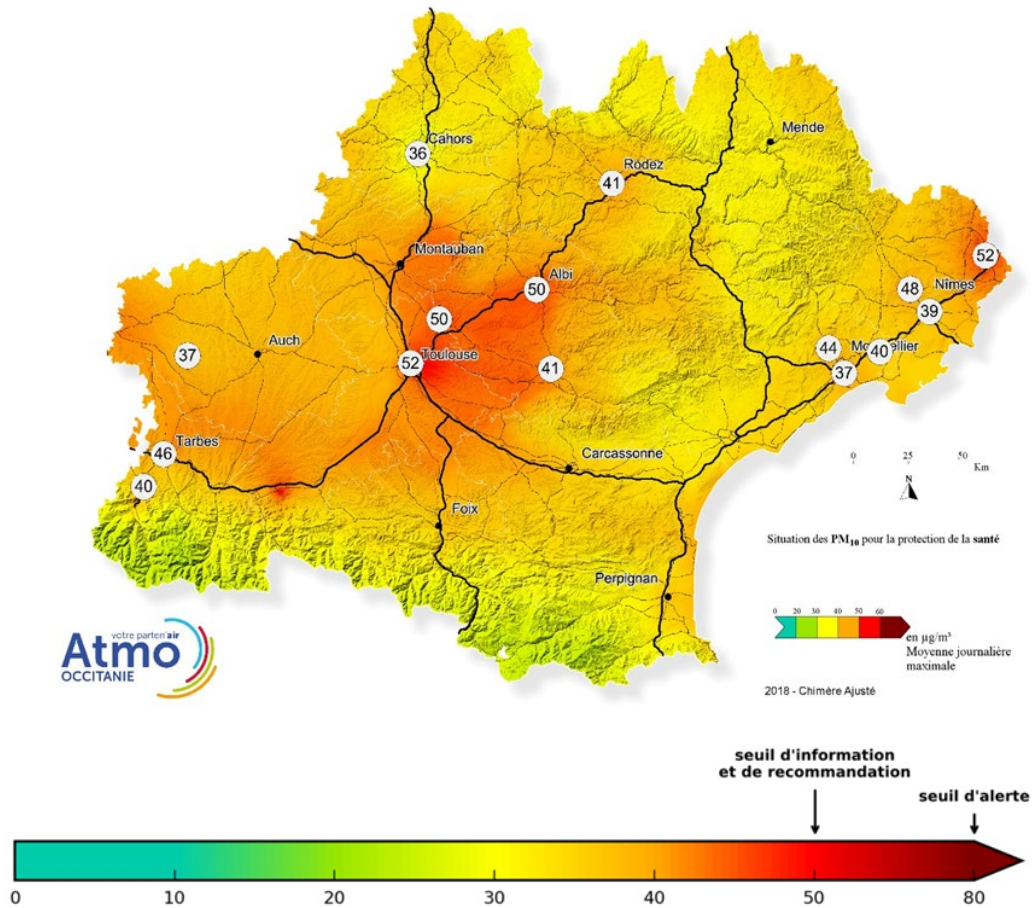 Cahors
36
Mende
Rodez
41
Montauban
Albi
50
52
48
Nîmes
39
50
Auch
37
Toulouse
52
41
44
Montpellier
40
37
Tarbes
46
40
Carcassonne
Foix
Perpignan
0 25 50
Km
N
Situation des PM10 pour la protection de la santé
0 20 30 40 50 60
en µg/m³
Moyenne journalière
maximale
2018 - Chimère Ajusté
votre parten'air
Atmo
OCCITANIE
seuil d'information
et de recommandation
seuil d'alerte
0 10 20 30 40 50 80